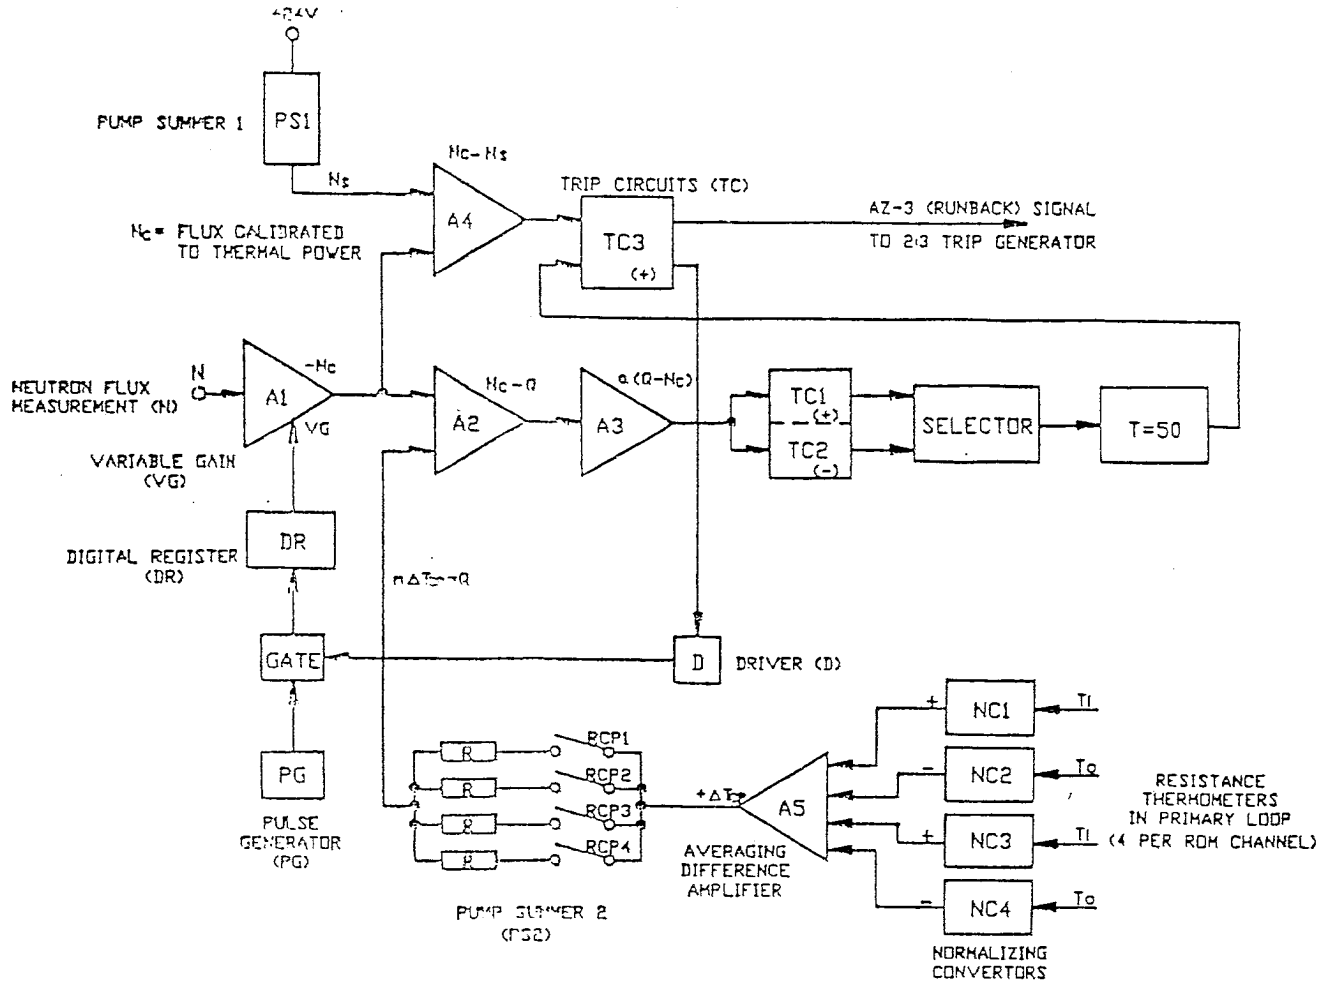 +24V
PUMP SUMMER 1
PS1
Ns
Nc-Ns
A4
TRIP CIRCUITS (TC)
TC3
(+)
AZ-3 (RUNBACK) SIGNAL
TO 2:3 TRIP GENERATOR
Nc = FLUX CALIBRATED
TO THERMAL POWER
NEUTRON FLUX
MEASUREMENT (N)
N
A1
-Nc
VG
VARIABLE GAIN
(VG)
Nc-Q
A2
a(Q-Nc)
A3
TC1
(+)
TC2
(-)
SELECTOR
T=50
DIGITAL REGISTER
(DR)
DR
GATE
PG
PULSE
GENERATOR
(PG)
D
DRIVER (D)
R
R
R
R
RCP1
RCP2
RCP3
RCP4
PUMP SUMMER 2
(PS2)
A5
AVERAGING
DIFFERENCE
AMPLIFIER
+
NC1
TI
-
NC2
To
+
NC3
TI
-
NC4
To
RESISTANCE
THERMOMETERS
IN PRIMARY LOOP
(4 PER ROM CHANNEL)
NORMALIZING
CONVERTORS